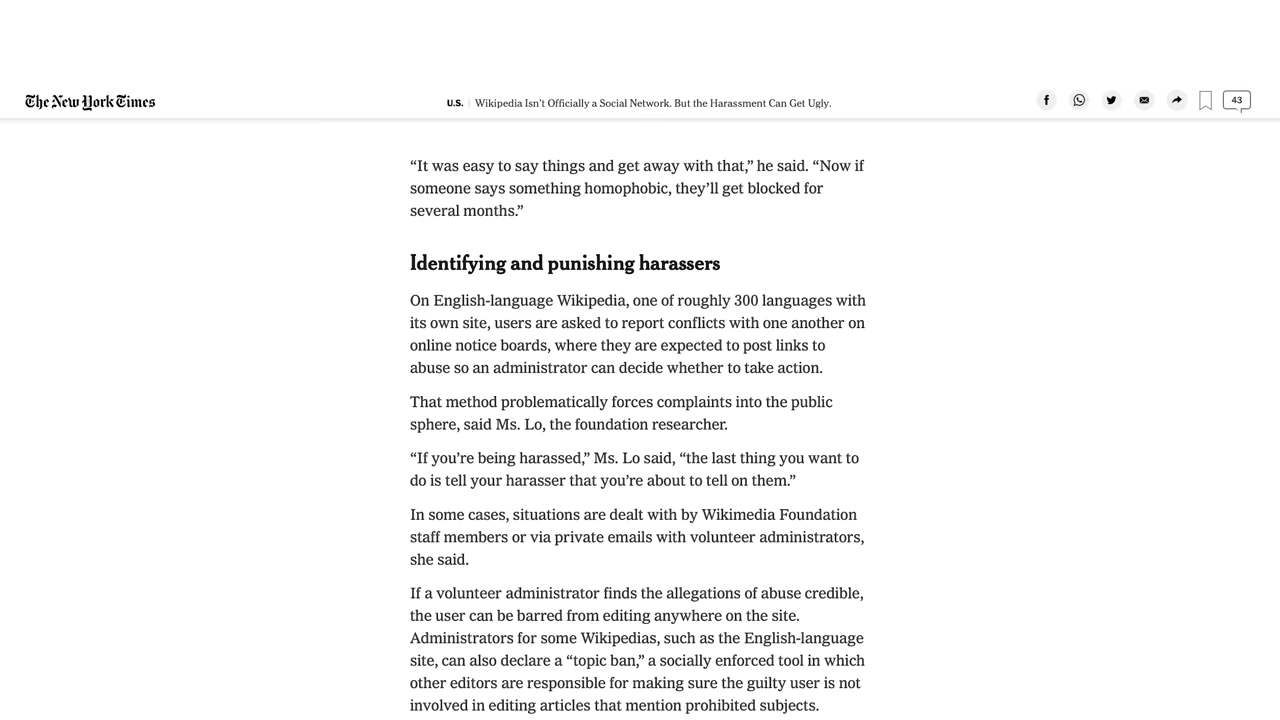 The New York Times
U.S. | Wikipedia Isn’t Officially a Social Network. But the Harassment Can Get Ugly.
43
“It was easy to say things and get away with that,” he said. “Now if
someone says something homophobic, they’ll get blocked for
several months.”
Identifying and punishing harassers
On English-language Wikipedia, one of roughly 300 languages with
its own site, users are asked to report conflicts with one another on
online notice boards, where they are expected to post links to
abuse so an administrator can decide whether to take action.
That method problematically forces complaints into the public
sphere, said Ms. Lo, the foundation researcher.
“If you’re being harassed,” Ms. Lo said, “the last thing you want to
do is tell your harasser that you’re about to tell on them.”
In some cases, situations are dealt with by Wikimedia Foundation
staff members or via private emails with volunteer administrators,
she said.
If a volunteer administrator finds the allegations of abuse credible,
the user can be barred from editing anywhere on the site.
Administrators for some Wikipedias, such as the English-language
site, can also declare a “topic ban,” a socially enforced tool in which
other editors are responsible for making sure the guilty user is not
involved in editing articles that mention prohibited subjects.